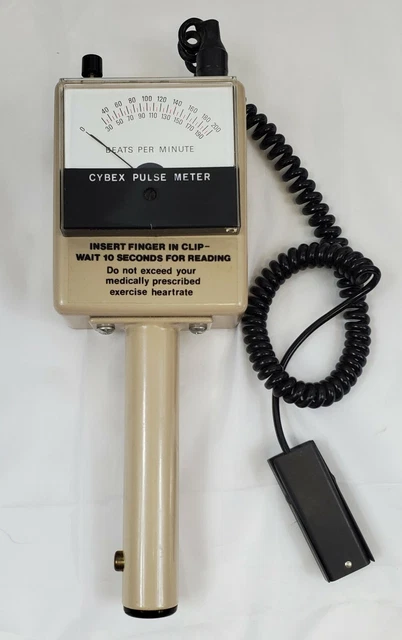 40 60 80 100 120 140 160 180 200
0 30 50 70 90 110 130 150 170 190
BEATS PER MINUTE
CYBEX PULSE METER
INSERT FINGER IN CLIP–
WAIT 10 SECONDS FOR READING
Do not exceed your
medically prescribed
exercise heartrate